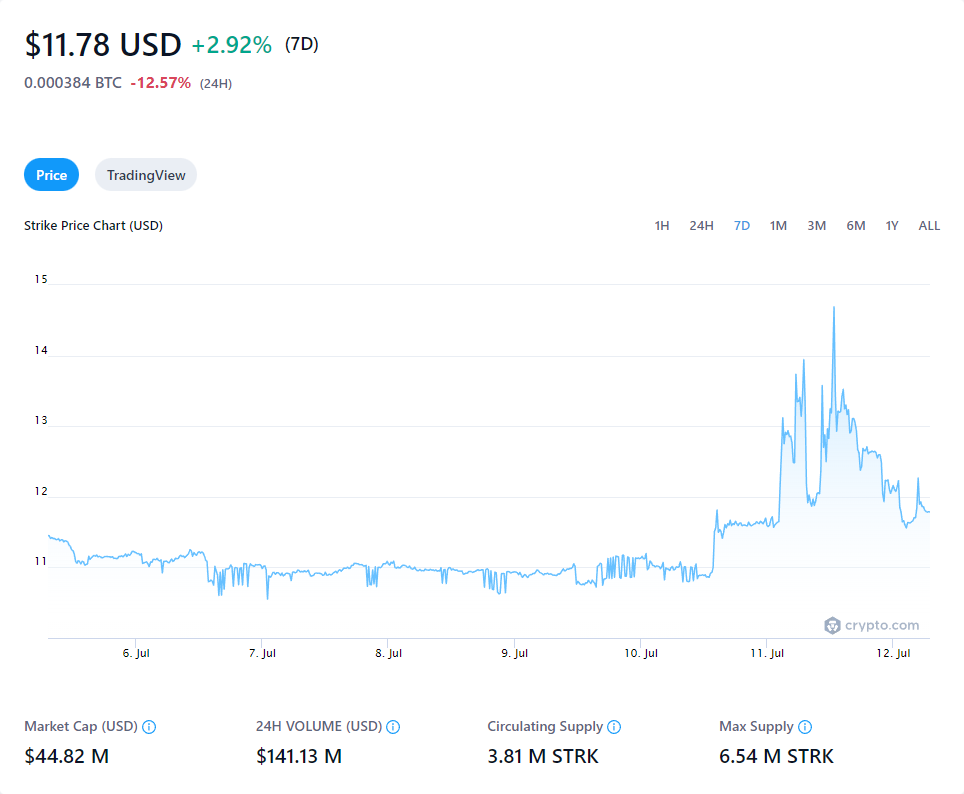 $11.78 USD +2.92% (7D)
0.000384 BTC -12.57% (24H)
Price TradingView
Strike Price Chart (USD) 1H 24H 7D 1M 3M 6M 1Y ALL
15
14
13
12
11
crypto.com
6. Jul 7. Jul 8. Jul 9. Jul 10. Jul 11. Jul 12. Jul
Market Cap (USD) 24H VOLUME (USD) Circulating Supply Max Supply
$44.82 M $141.13 M 3.81 M STRK 6.54 M STRK